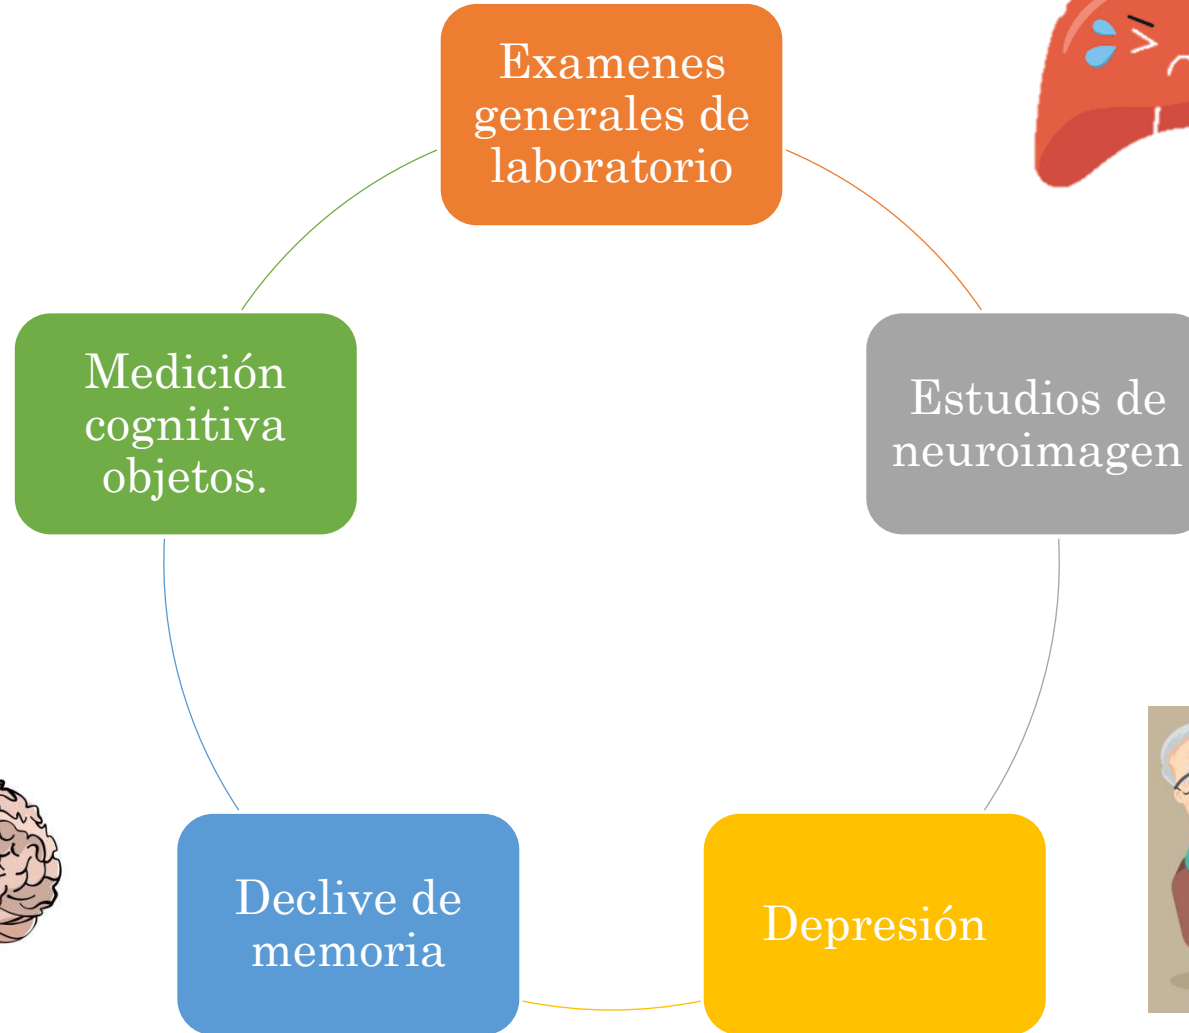 Examenes
generales de
laboratorio
Estudios de
neuroimagen
Depresión
Declive de
memoria
Medición
cognitiva
objetos.